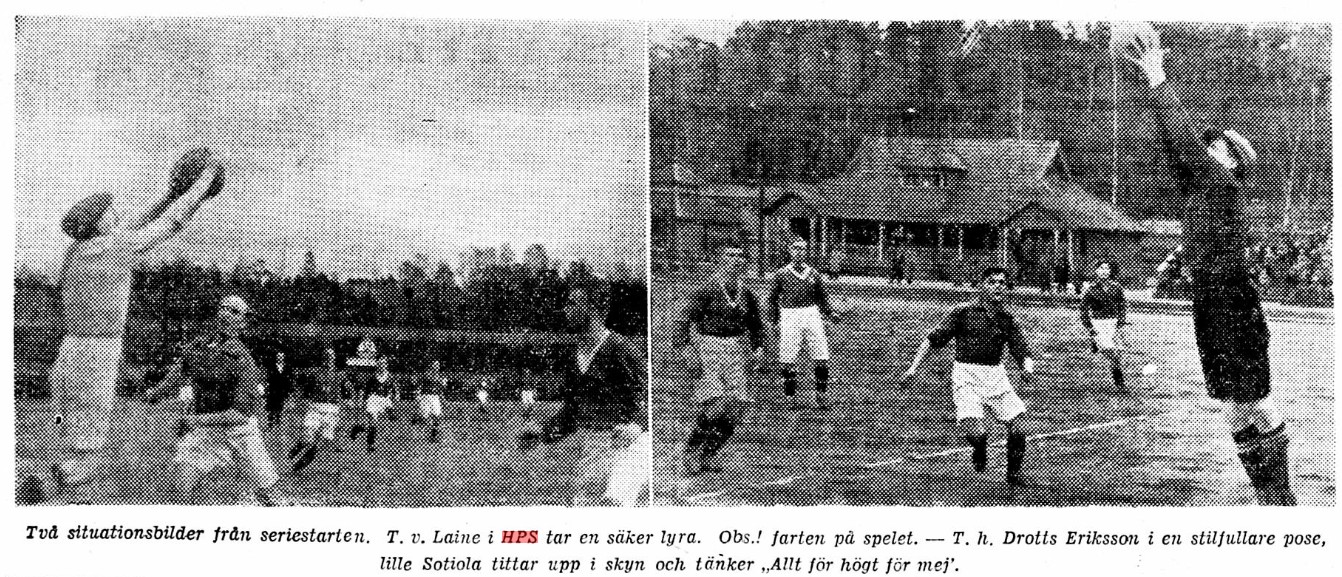 Två situationsbilder från seriestarten. T. v. Laine i HPS tar en säker lyra. Obs.! farten på spelet. — T. h. Drotts Eriksson i en stilfullare pose,
lille Sotiola tittar upp i skyn och tänker „Allt för högt för mej'.